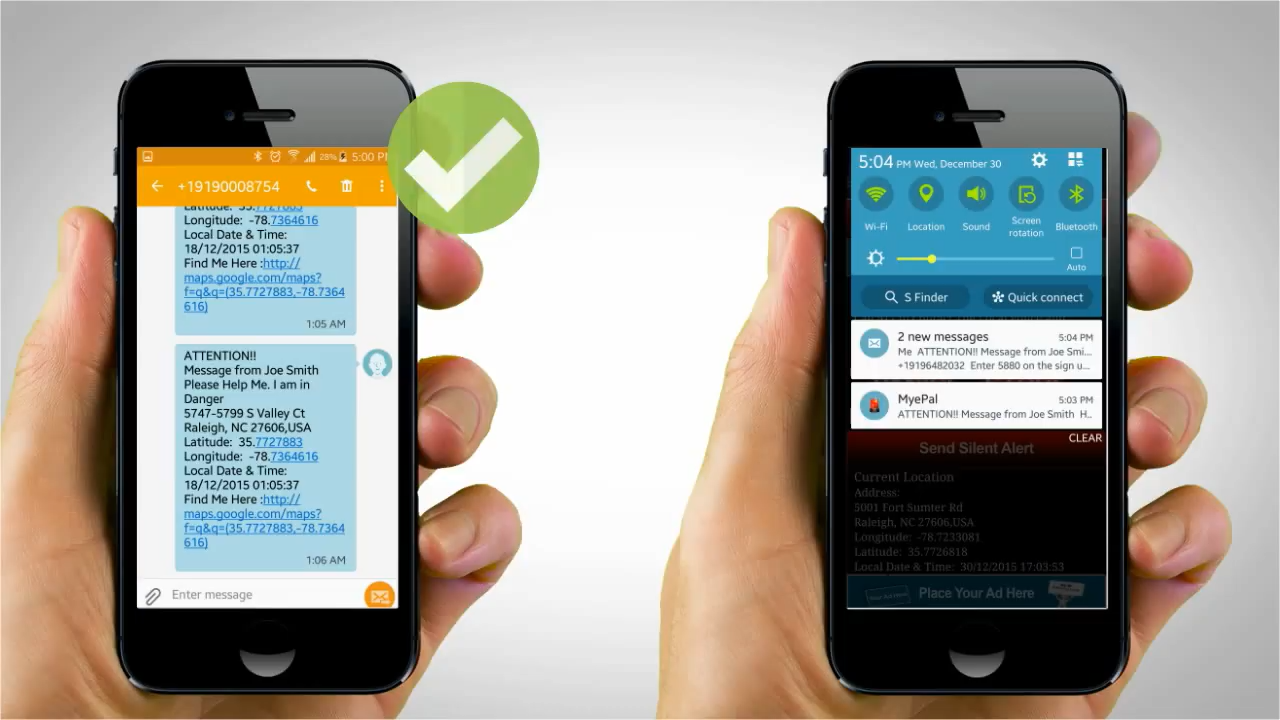 28% 5:00 P
+19190008754
Latitude: 35.7727883
Longitude: -78.7364616
Local Date & Time:
18/12/2015 01:05:37
Find Me Here :http://
maps.google.com/maps?
f=q&q=(35.7727883,-78.7364
616)
1:05 AM
ATTENTION!!
Message from Joe Smith
Please Help Me. I am in
Danger
5747-5799 S Valley Ct
Raleigh, NC 27606,USA
Latitude: 35.7727883
Longitude: -78.7364616
Local Date & Time:
18/12/2015 01:05:37
Find Me Here :http://
maps.google.com/maps?
f=q&q=(35.7727883,-78.7364
616)
1:06 AM
Enter message
5:04 PM Wed, December 30
Wi-Fi Location Sound Screen rotation Bluetooth
Auto
S Finder Quick connect
2 new messages 5:04 PM
Me ATTENTION!! Message from Joe Smi...
+19196482032 Enter 5880 on the sign u...
MyePal 5:03 PM
ATTENTION!! Message from Joe Smith H..
CLEAR
Send Silent Alert
Current Location
Address:
5001 Fort Sumter Rd
Raleigh, NC 27606,USA
Longitude: -78.7233081
Latitude: 35.7726818
Local Date & Time: 30/12/2015 17:03:53
Your Ad Here Place Your Ad Here